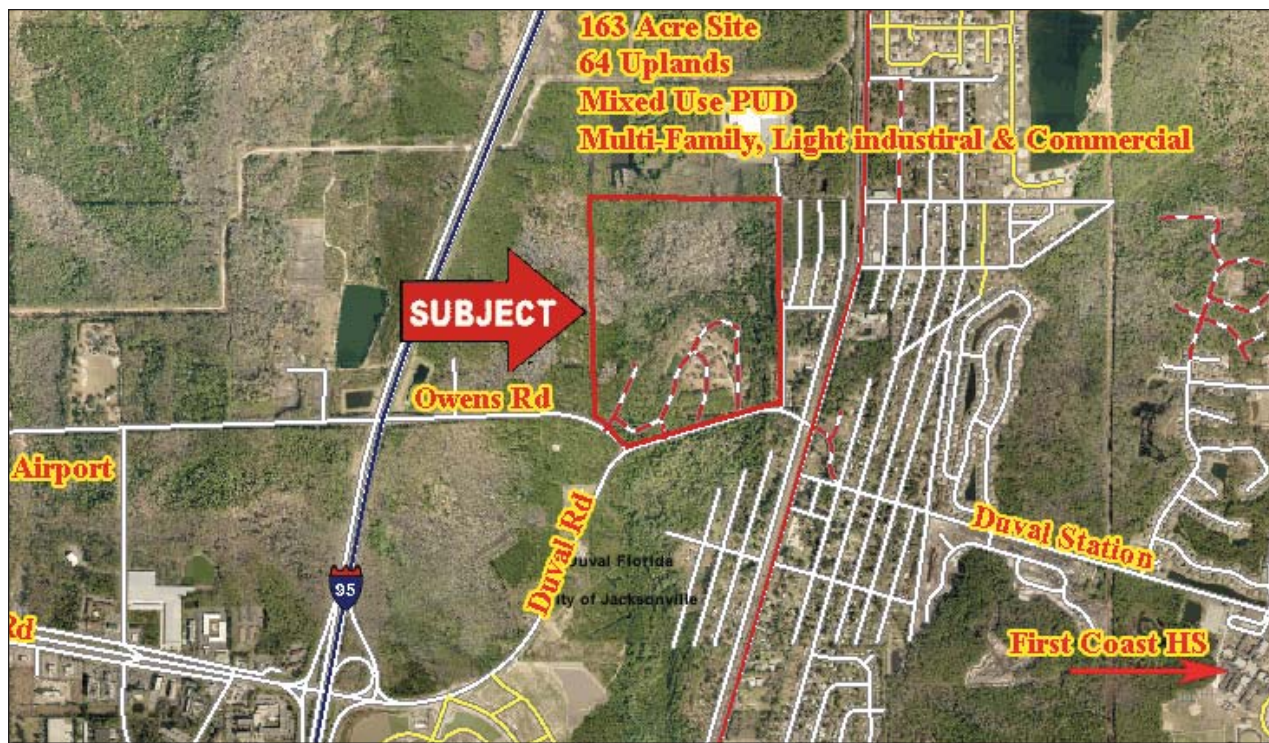 163 Acre Site
64 Uplands
Mixed Use PUD
Multi-Family, Light industiral & Commercial
SUBJECT
Owens Rd
Airport
Duval Rd
Duval Station
Duval Florida
ity of Jacksonville
95
Rd
First Coast HS